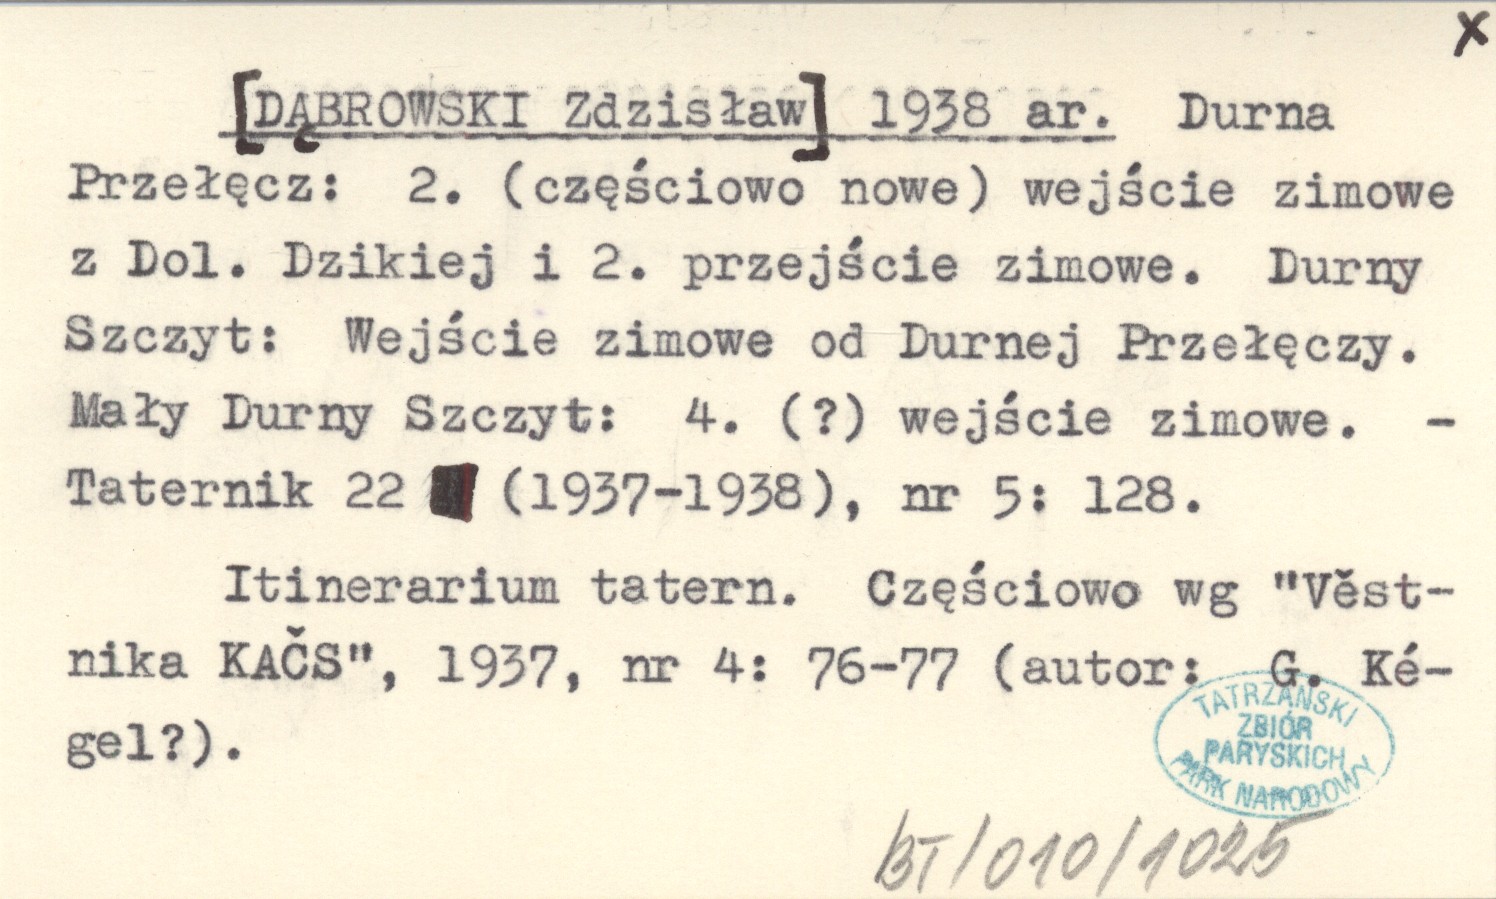 x
[DĄBROWSKI Zdzisław] 1938 ar. Durna
Przełęcz: 2. (częściowo nowe) wejście zimowe
z Dol. Dzikiej i 2. przejście zimowe. Durny
Szczyt: Wejście zimowe od Durnej Przełęczy.
Mały Durny Szczyt: 4. (?) wejście zimowe. -
Taternik 22 (1937-1938), nr 5: 128.
Itinerarium tatern. Częściowo wg "Věst-
nika KAČS", 1937, nr 4: 76-77 (autor: G. Ké-
gel?).
TATRZAŃSKI
ZBIÓR
PARYSKICH
PARK NARODOWY
BT/010/1025